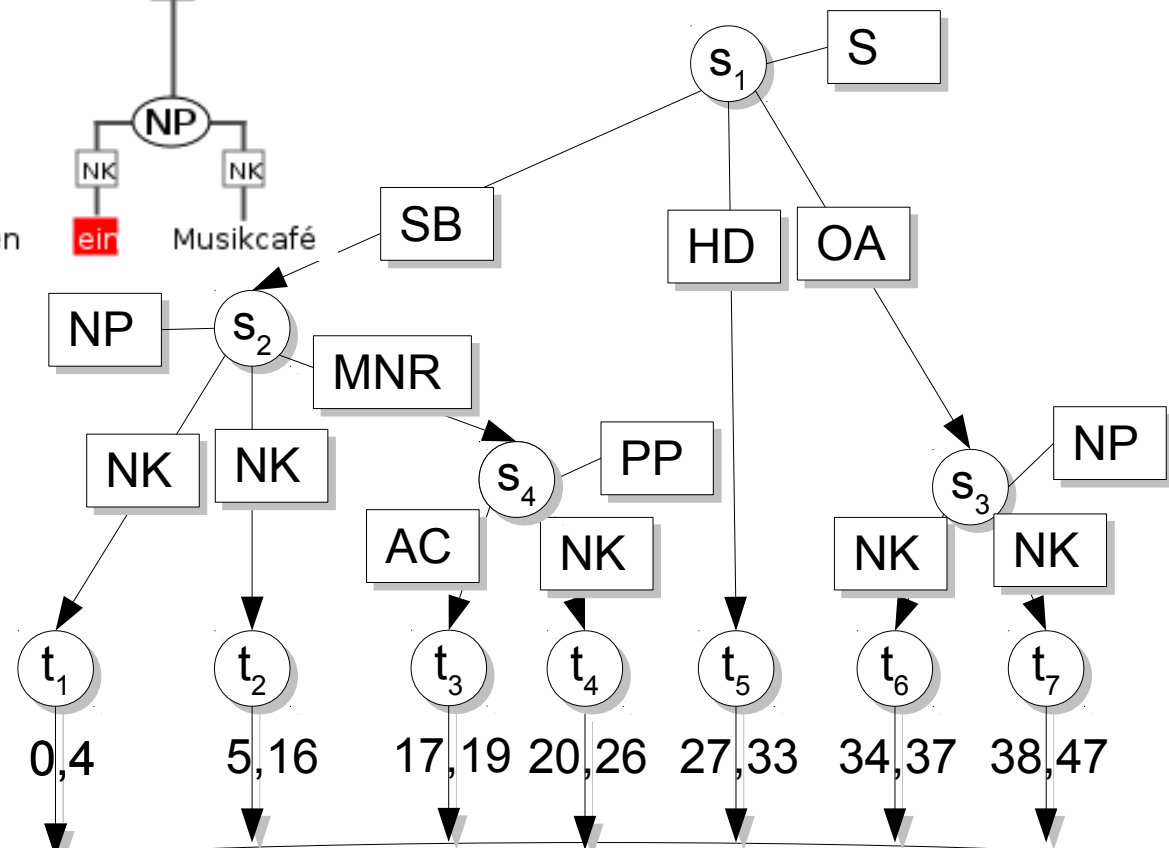 NP
NK NK
en ein Musikcafé
s1 S
SB HD OA
NP s2 MNR
NK NK s4 PP s3 NP
AC NK NK NK
t1 t2 t3 t4 t5 t6 t7
0,4 5,16 17,19 20,26 27,33 34,37 38,47